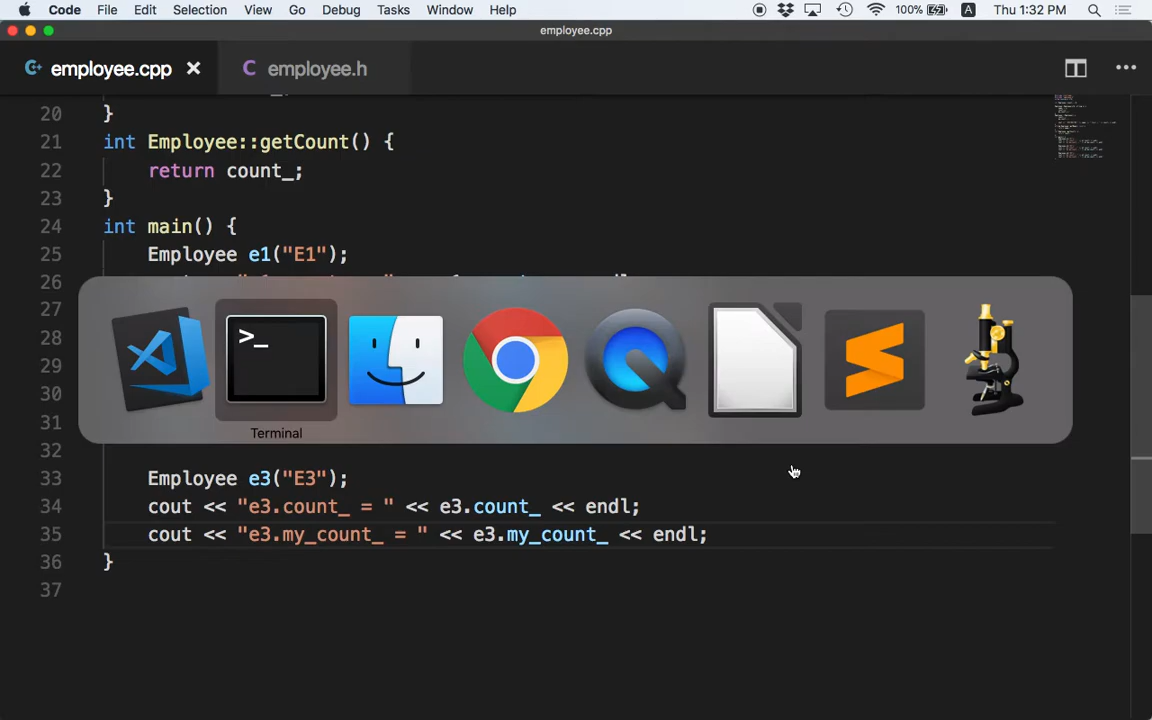 Code File Edit Selection View Go Debug Tasks Window Help 100% A Thu 1:32 PM
employee.cpp
employee.cpp employee.h
20 }
21 int Employee::getCount() {
22 return count_;
23 }
24 int main() {
25 Employee e1("E1");
26
27
28
29
30
31
Terminal
32
33 Employee e3("E3");
34 cout << "e3.count_ = " << e3.count_ << endl;
35 cout << "e3.my_count_ = " << e3.my_count_ << endl;
36 }
37